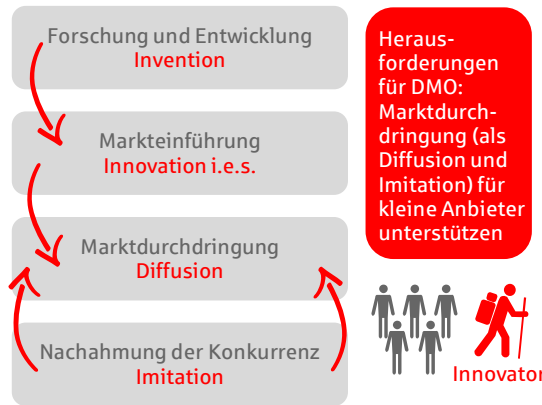 Forschung und Entwicklung
Invention
Markteinführung
Innovation i.e.s.
Marktdurchdringung
Diffusion
Nachahmung der Konkurrenz
Imitation
Heraus-
forderungen
für DMO:
Marktdurch-
dringung (als
Diffusion und
Imitation) für
kleine Anbieter
unterstützen
Innovator